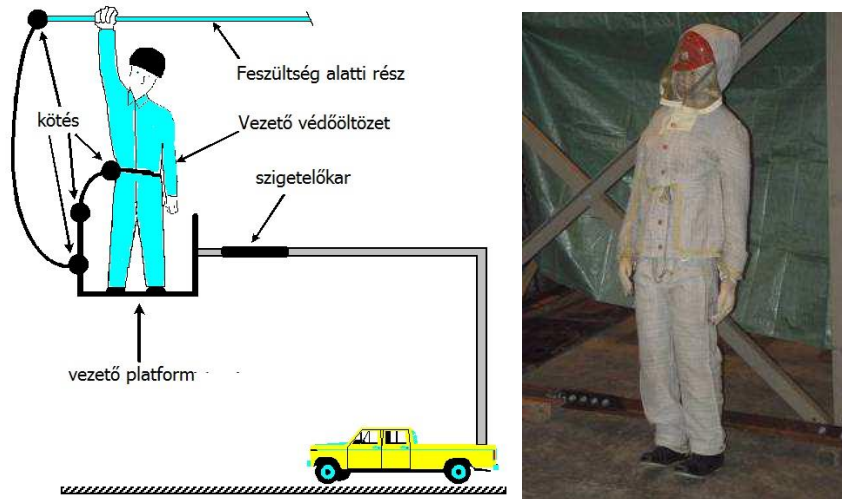 Feszültség alatti rész
kötés
Vezető védőöltözet
szigetelőkar
vezető platform